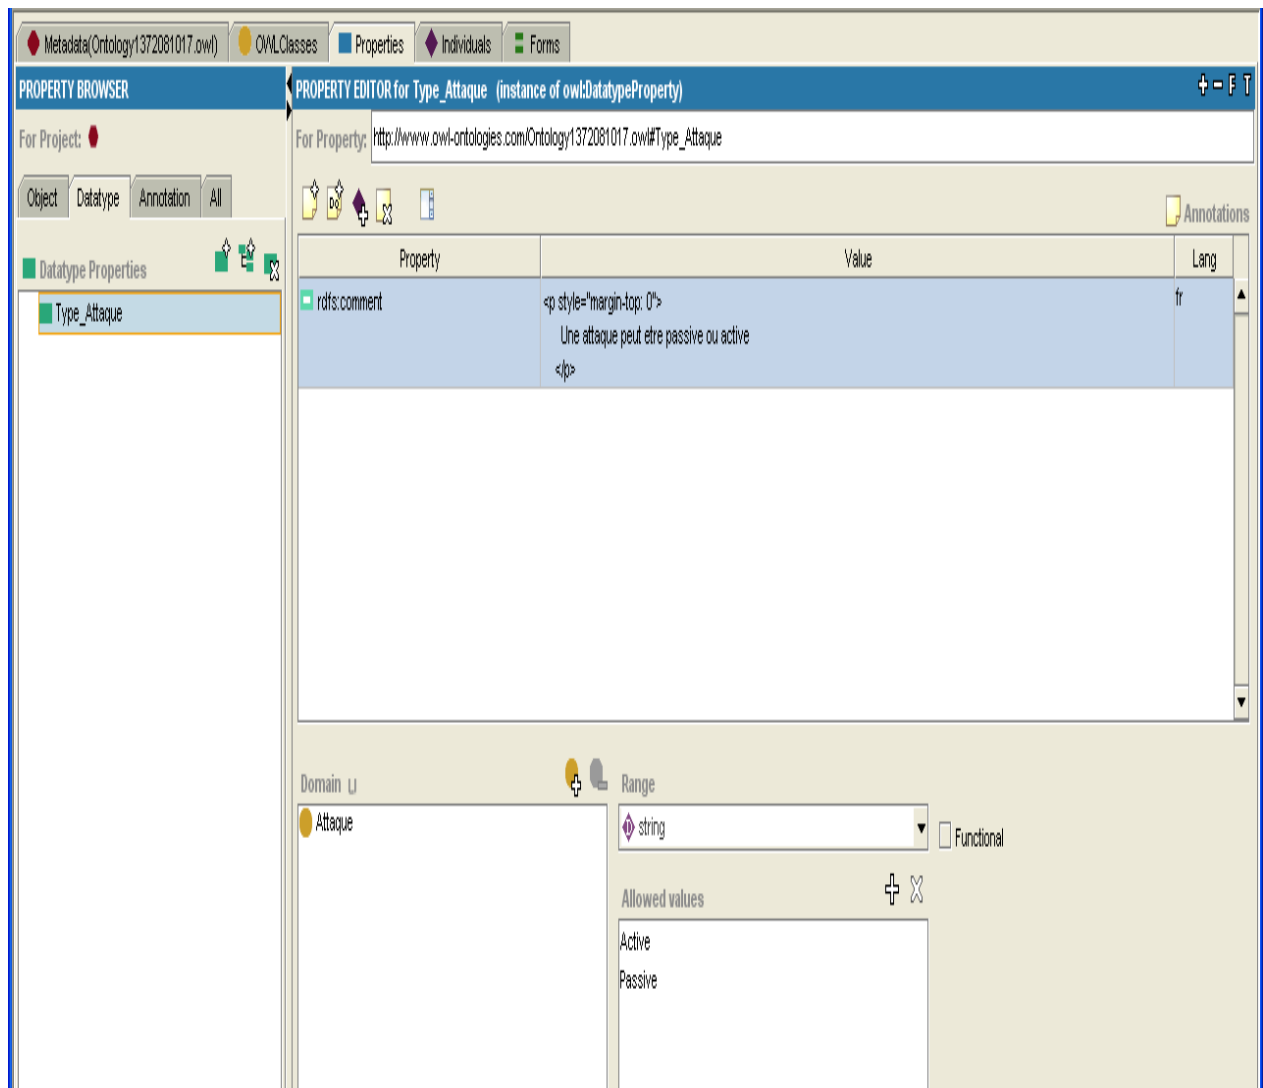 Metadata(Ontology1372081017.owl) OWLClasses Properties Individuals Forms
PROPERTY BROWSER
For Project:
Object Datatype Annotation All
Datatype Properties
Type_Attaque
PROPERTY EDITOR for Type_Attaque (instance of owl:DatatypeProperty)
F T
For Property: http://www.owl-ontologies.com/Ontology1372081017.owl#Type_Attaque
Annotations
Property Value Lang
rdfs:comment <p style="margin-top: 0"> fr
Une attaque peut etre passive ou active
</p>
Domain
Attaque
Range
string
Functional
Allowed values
Active
Passive